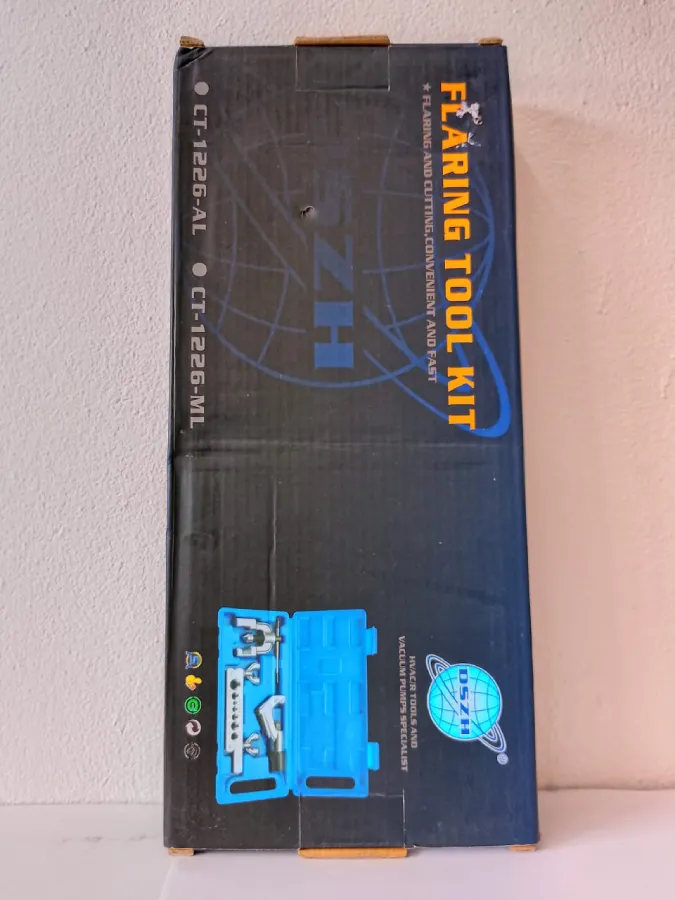 FLARING TOOL KIT
★ FLARING AND CUTTING,CONVENIENT AND FAST
SZH
● CT-1226-AL ● CT-1226-ML
DSZH
®
HVAC/R TOOLS AND
VACUUM PUMPS SPECIALIST